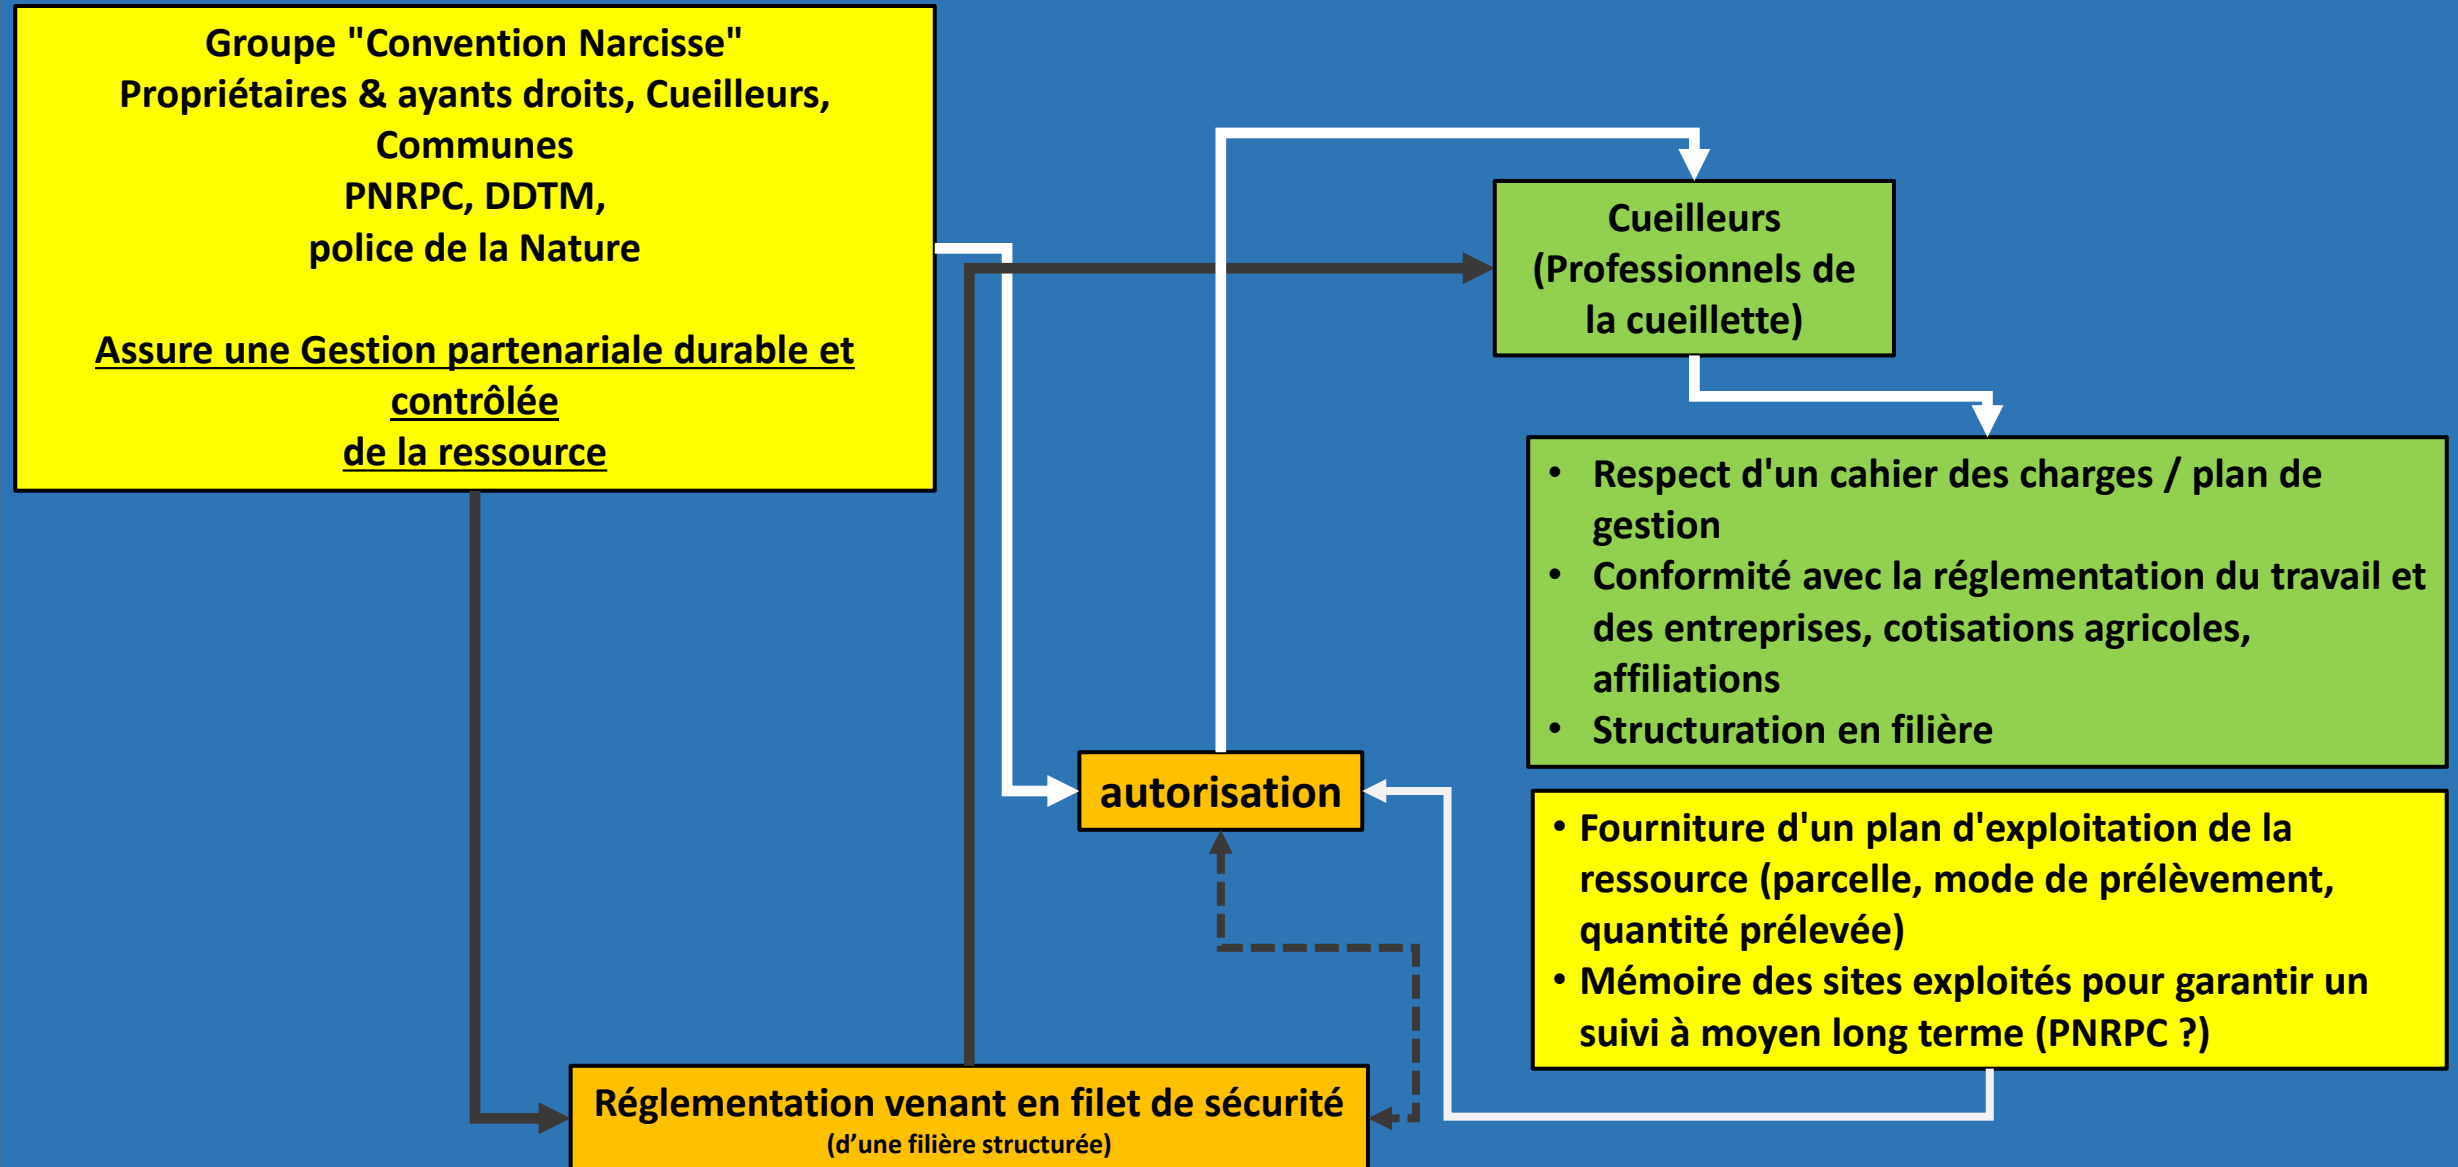 Groupe "Convention Narcisse"
Propriétaires & ayants droits, Cueilleurs,
Communes
PNRPC, DDTM,
police de la Nature
Assure une Gestion partenariale durable et
contrôlée
de la ressource
Cueilleurs
(Professionnels de
la cueillette)
• Respect d'un cahier des charges / plan de
gestion
• Conformité avec la réglementation du travail et
des entreprises, cotisations agricoles,
affiliations
• Structuration en filière
autorisation
• Fourniture d'un plan d'exploitation de la
ressource (parcelle, mode de prélèvement,
quantité prélevée)
• Mémoire des sites exploités pour garantir un
suivi à moyen long terme (PNRPC ?)
Réglementation venant en filet de sécurité
(d’une filière structurée)